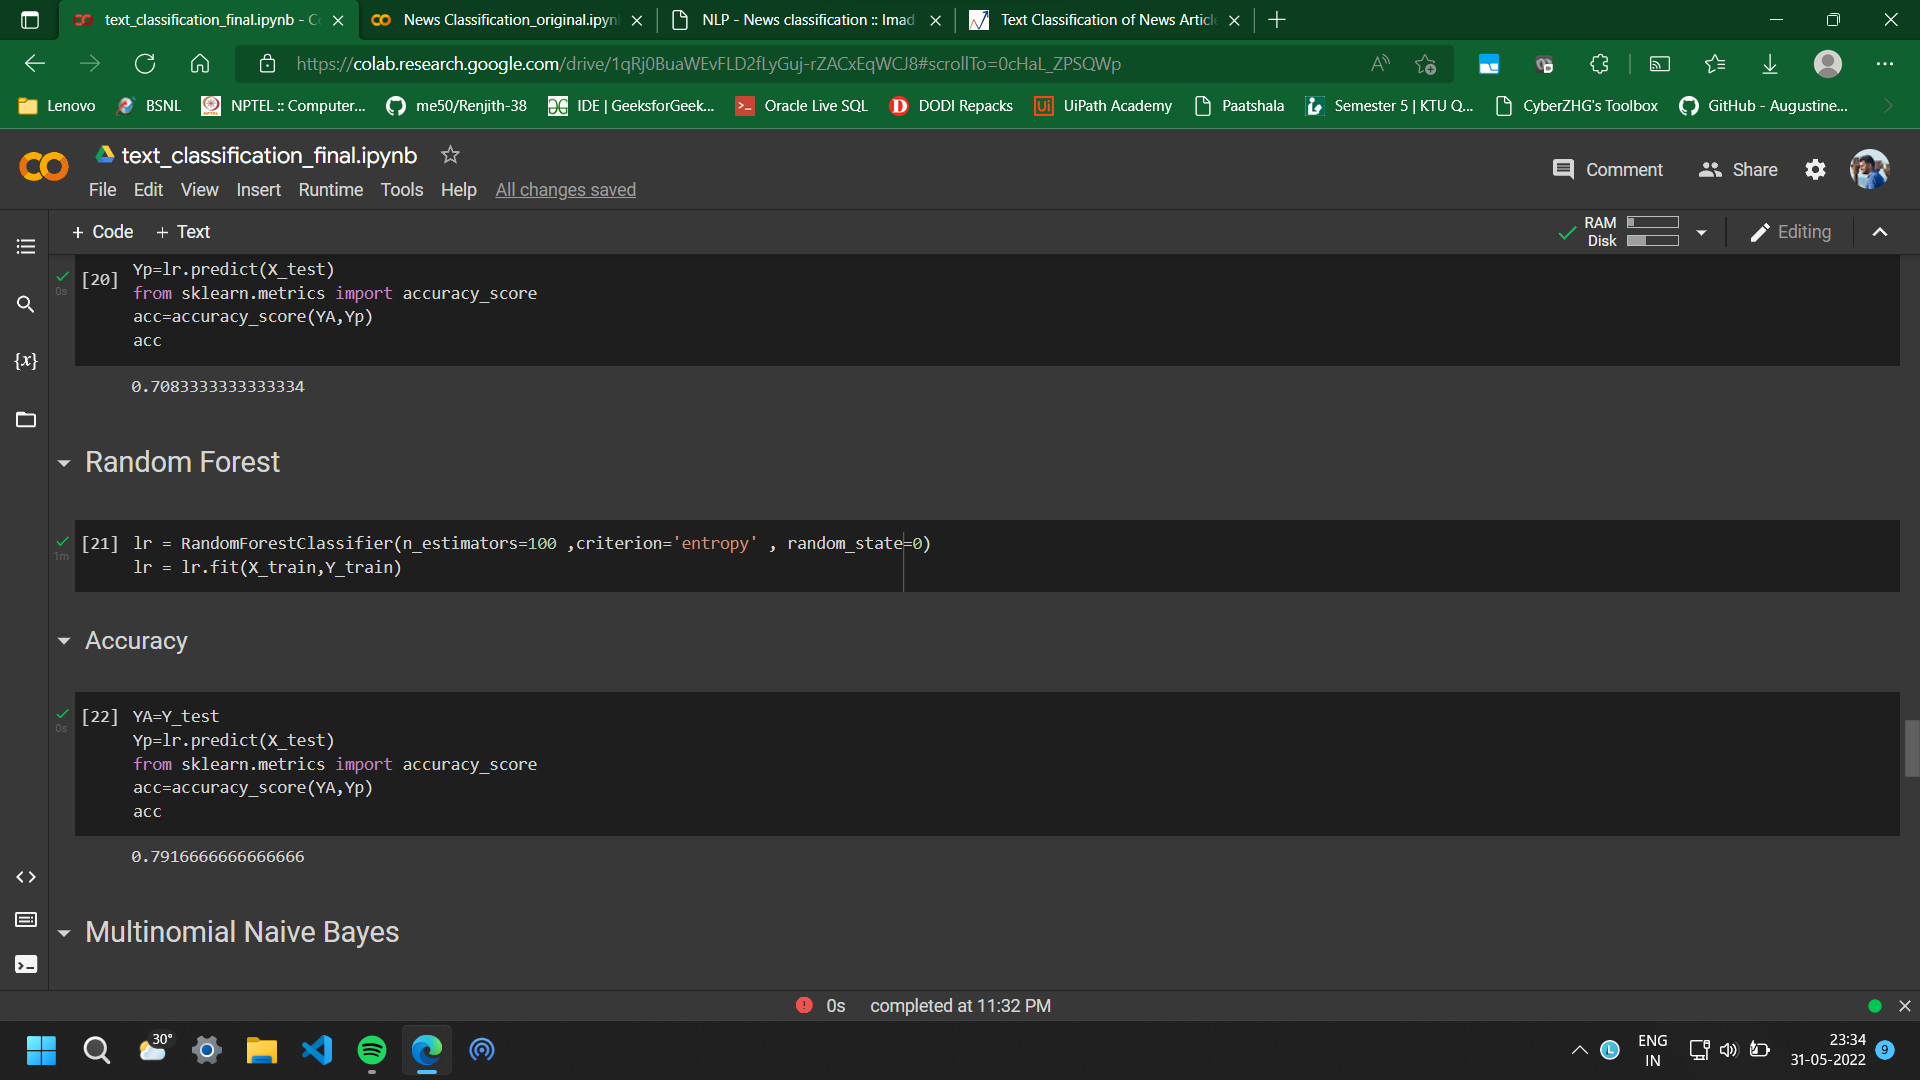 text_classification_final.ipynb - Co
News Classification_original.ipynb
NLP - News classification :: Imad
Text Classification of News Article
https://colab.research.google.com/drive/1qRj0BuaWEvFLD2fLyGuj-rZACxEqWCJ8#scrollTo=0cHaL_ZPSQWp
Lenovo
BSNL
NPTEL :: Computer...
me50/Renjith-38
IDE | GeeksforGeek...
Oracle Live SQL
DODI Repacks
UiPath Academy
Paatshala
Semester 5 | KTU Q...
CyberZHG's Toolbox
GitHub - Augustine...
text_classification_final.ipynb
Comment
Share
File Edit View Insert Runtime Tools Help All changes saved
+ Code + Text
RAM
Disk
Editing
[20] Yp=lr.predict(X_test)
0s
from sklearn.metrics import accuracy_score
acc=accuracy_score(YA,Yp)
acc
0.7083333333333334
Random Forest
[21] lr = RandomForestClassifier(n_estimators=100 ,criterion='entropy' , random_state=0)
1m
lr = lr.fit(X_train,Y_train)
Accuracy
[22] YA=Y_test
0s
Yp=lr.predict(X_test)
from sklearn.metrics import accuracy_score
acc=accuracy_score(YA,Yp)
acc
0.7916666666666666
Multinomial Naive Bayes
0s completed at 11:32 PM
30°
ENG
IN
23:34
31-05-2022
9